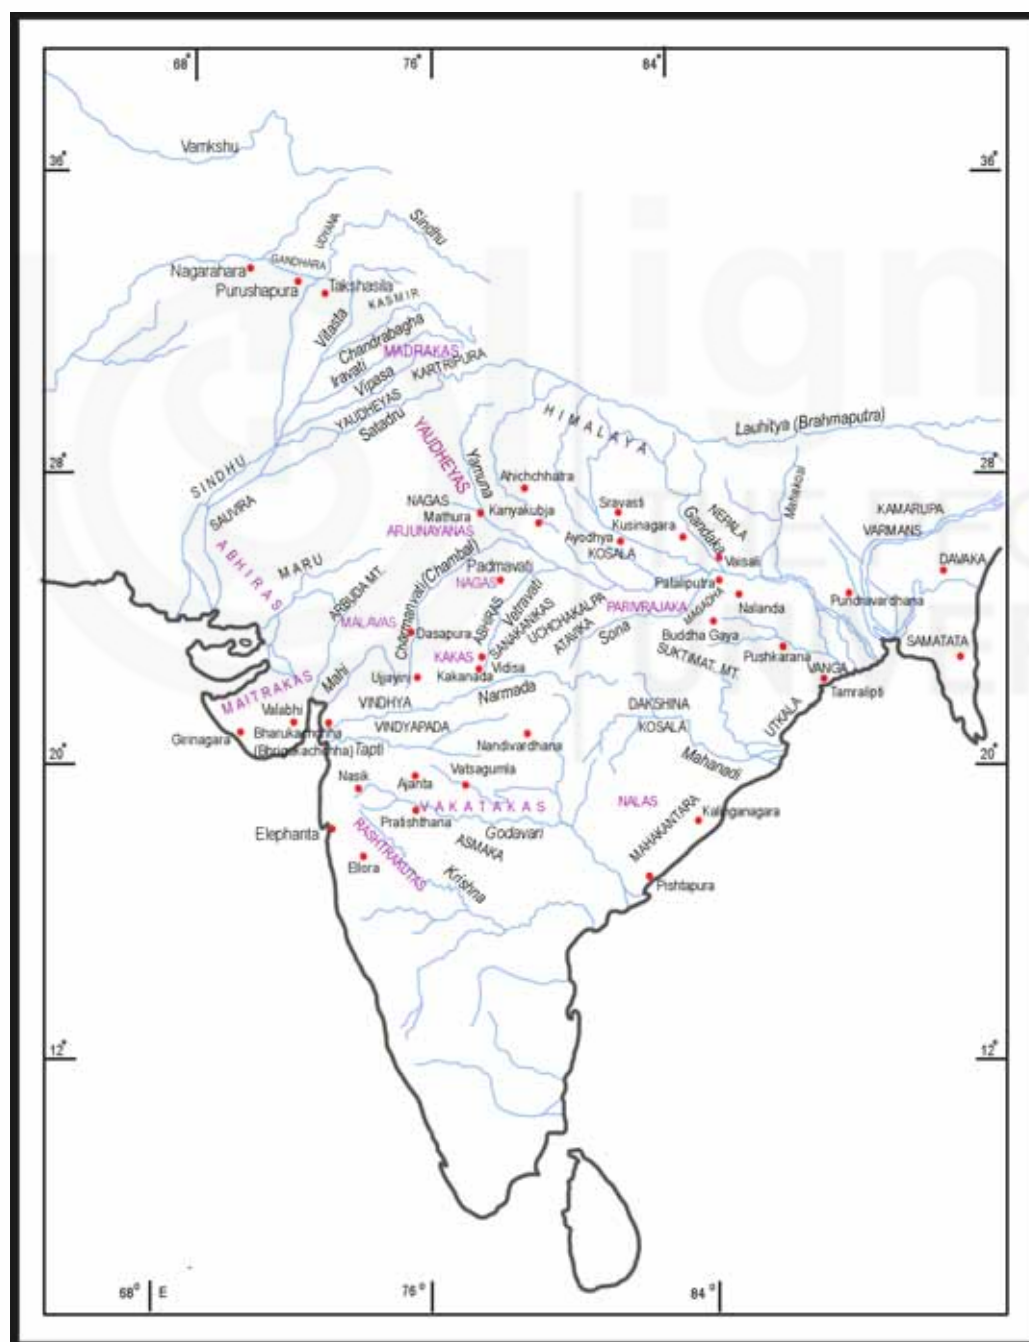 68°
76°
84°
36°
36°
Vamkshu
UDYANA
Sindhu
GANDHARA
Nagarahara
Purushapura
Takshasila
KASMIR
Vitasta
Chandrabagha
MADRAKAS
Iravati
Vipasa
KARTRIPURA
YAUDHEYAS
Satadru
HIMALAYA
Lauhitya (Brahmaputra)
28°
28°
SINDHU
YAUDHEYAS
Yamuna
Ahichchhatra
Mahakosi
SAUVIRA
NAGAS
Mathura
Kanyakubja
Sravasti
Kusinagara
Gandaka
NEPALA
KAMARUPA
VARMANS
ARJUNAYANAS
Ayodhya
KOSALA
Vaisali
DAVAKA
ABHIRAS
MARU
ARBUDA MT.
Charmanvati (Chambal)
Padmavati
NAGAS
Pataliputra
Nalanda
Pundravardhana
MALAVAS
Dasapura
ABHIRAS
Vetravati
SANAKANIKAS
UCHCHAKALPA
ATAVIKA
PARIVRAJAKA
Sona
MAGADHA
Buddha Gaya
SUKTIMAT. MT.
Pushkarana
SAMATATA
KAKAS
Vidisa
Kakanada
VANGA
Tamralipti
MAITRAKAS
Mahi
Ujjayini
VINDHYA
Narmada
DAKSHINA
KOSALA
UTKALA
Valabhi
Girinagara
Bharukachchha
(Bhrigukachchha)
VINDYAPADA
Tapti
Nandivardhana
Mahanadi
20°
20°
Nasik
Ajanta
Vatsagumla
VAKATAKAS
NALAS
Pratishthana
Godavari
MAHAKANTARA
Kalinganagara
Elephanta
RASHTRAKUTAS
ASMAKA
Ellora
Krishna
Pishtapura
12°
12°
68° E
76°
84°